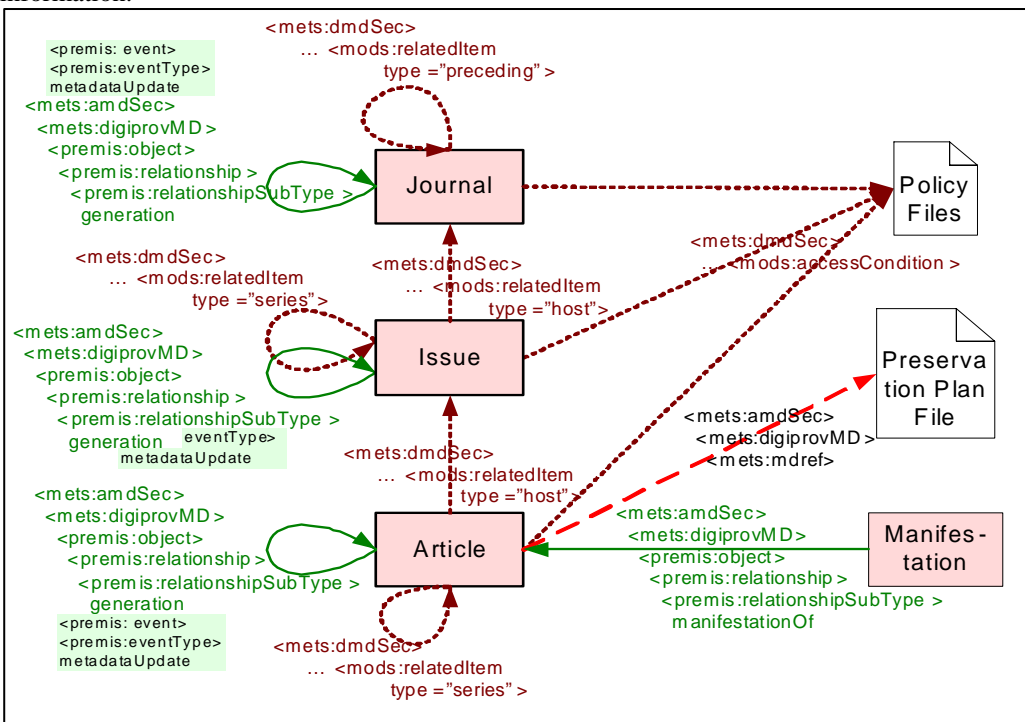 information.
<mets:dmdSec>
… <mods:relatedItem
type ="preceding" >
<premis: event>
<premis:eventType>
metadataUpdate
<mets:amdSec>
<mets:digiprovMD >
<premis:object>
<premis:relationship >
<premis:relationshipSubType >
generation
Journal
Policy
Files
<mets:dmdSec>
… <mods:relatedItem
type ="series">
<mets:dmdSec>
… <mods:relatedItem
type ="host">
<mets:dmdSec>
… <mods:accessCondition >
<mets:amdSec>
<mets:digiprovMD >
<premis:object>
<premis:relationship >
<premis:relationshipSubType >
generation
eventType>
metadataUpdate
Issue
Preserva
tion Plan
File
<mets:amdSec>
<mets:digiprovMD>
<mets:mdref>
<mets:dmdSec>
… <mods:relatedItem
type ="host">
<mets:amdSec>
<mets:digiprovMD >
<premis:object>
<premis:relationship>
<premis:relationshipSubType >
generation
<premis: event>
<premis:eventType>
metadataUpdate
Article
<mets:amdSec>
<mets:digiprovMD>
<premis:object>
<premis:relationship>
<premis:relationshipSubType >
manifestationOf
Manifes-
tation
<mets:dmdSec>
… <mods:relatedItem
type ="series" >